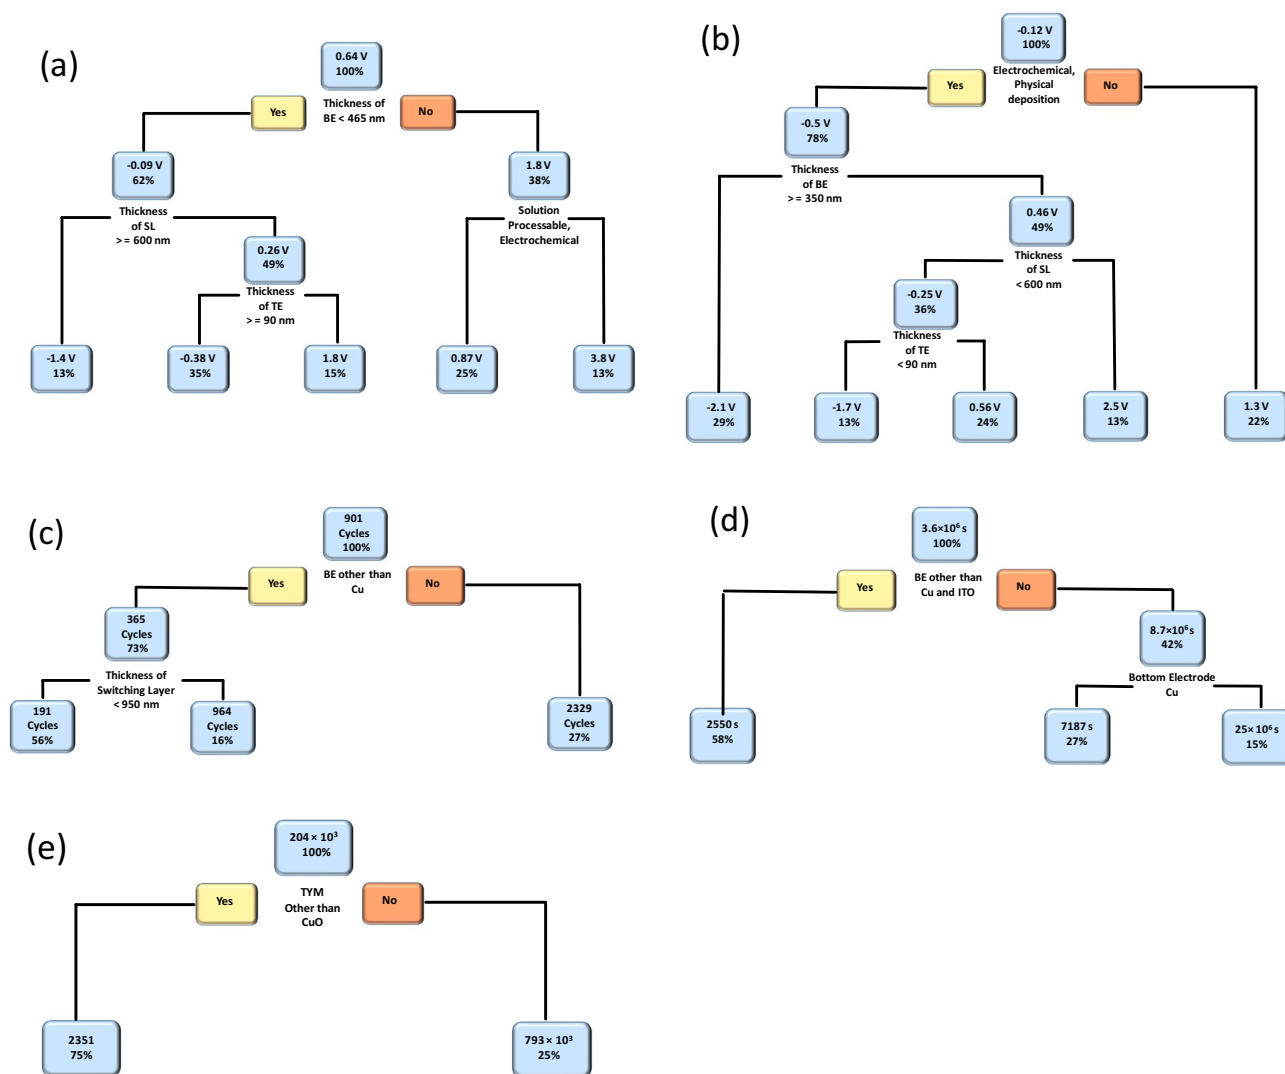 (a)
0.64 V
100%
Yes
Thickness of
BE < 465 nm
No
-0.09 V
62%
1.8 V
38%
Thickness
of SL
> = 600 nm
Solution
Processable,
Electrochemical
0.26 V
49%
Thickness
of TE
> = 90 nm
-1.4 V
13%
-0.38 V
35%
1.8 V
15%
0.87 V
25%
3.8 V
13%
(b)
-0.12 V
100%
Yes
Electrochemical,
Physical
deposition
No
-0.5 V
78%
Thickness
of BE
> = 350 nm
0.46 V
49%
Thickness
of SL
< 600 nm
-0.25 V
36%
Thickness
of TE
< 90 nm
-2.1 V
29%
-1.7 V
13%
0.56 V
24%
2.5 V
13%
1.3 V
22%
(c)
901
Cycles
100%
Yes
BE other than
Cu
No
365
Cycles
73%
Thickness of
Switching Layer
< 950 nm
191
Cycles
56%
964
Cycles
16%
2329
Cycles
27%
(d)
3.6×10⁶ s
100%
Yes
BE other than
Cu and ITO
No
8.7×10⁶ s
42%
Bottom Electrode
Cu
2550 s
58%
7187 s
27%
25× 10⁶ s
15%
(e)
204 × 10³
100%
Yes
TYM
Other than
CuO
No
2351
75%
793 × 10³
25%